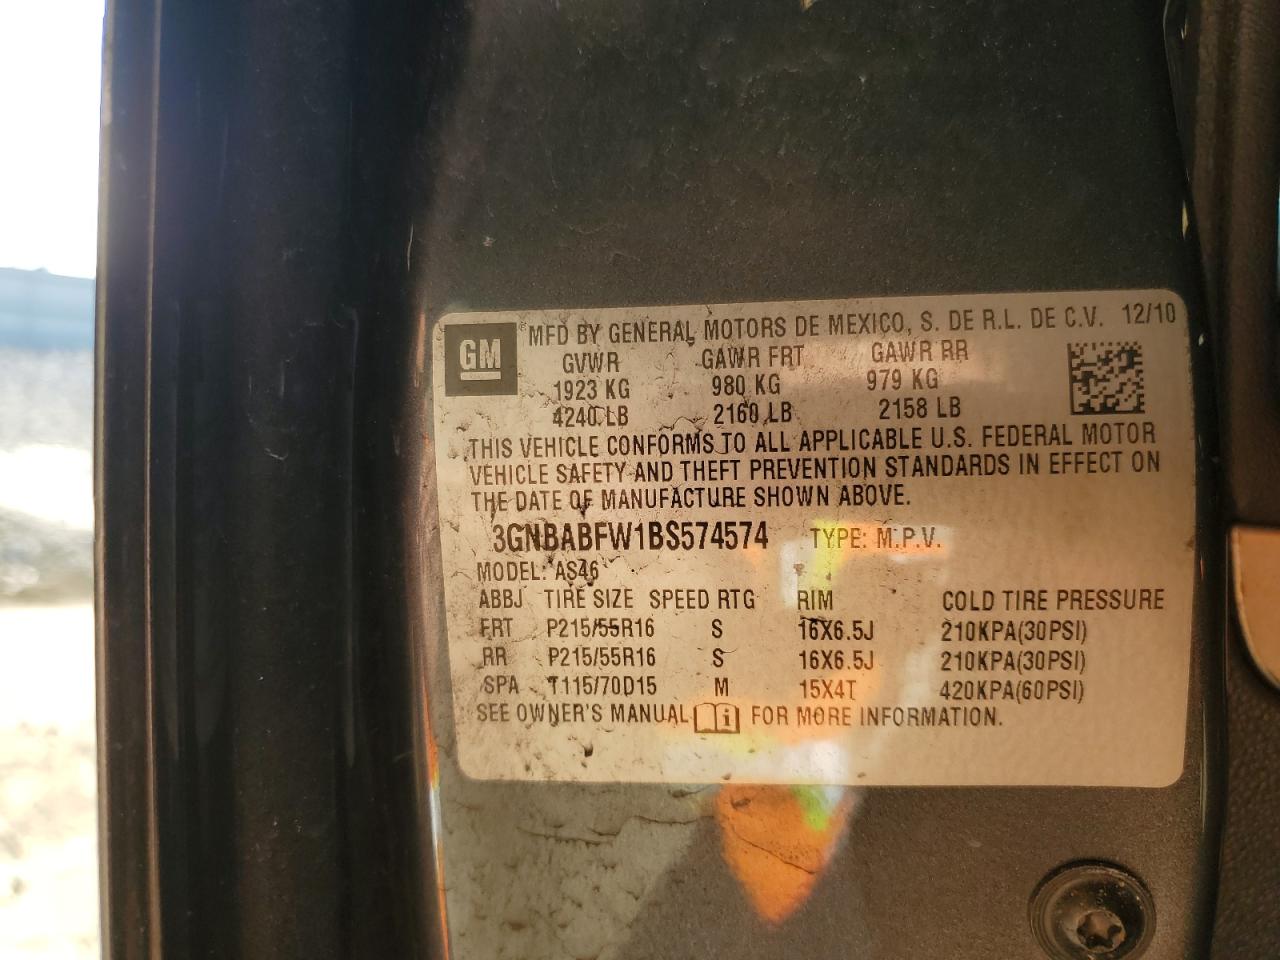 GM
® MFD BY GENERAL MOTORS DE MEXICO, S. DE R.L. DE C.V. 12/10
GVWR GAWR FRT GAWR RR
1923 KG 980 KG 979 KG
4240 LB 2160 LB 2158 LB
THIS VEHICLE CONFORMS TO ALL APPLICABLE U.S. FEDERAL MOTOR
VEHICLE SAFETY AND THEFT PREVENTION STANDARDS IN EFFECT ON
THE DATE OF MANUFACTURE SHOWN ABOVE.
3GNBABFW1BS574574 TYPE: M.P.V.
MODEL: AS46
ABBJ TIRE SIZE SPEED RTG RIM COLD TIRE PRESSURE
FRT P215/55R16 S 16X6.5J 210KPA(30PSI)
RR P215/55R16 S 16X6.5J 210KPA(30PSI)
SPA T115/70D15 M 15X4T 420KPA(60PSI)
SEE OWNER'S MANUAL FOR MORE INFORMATION.